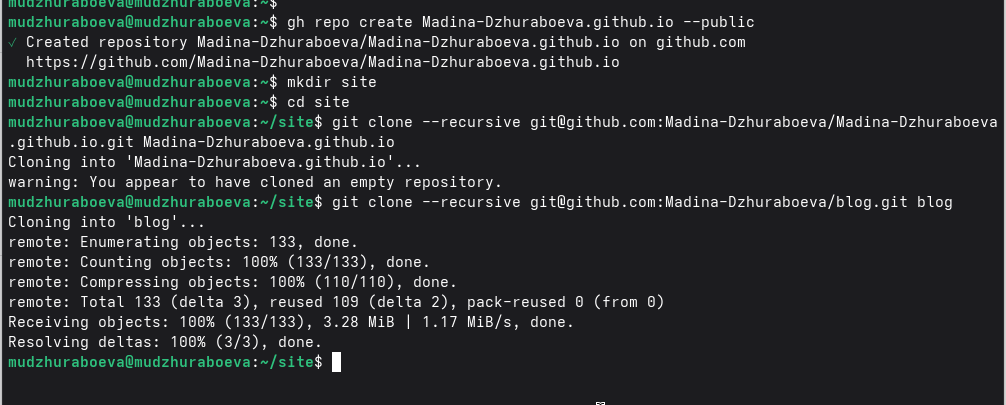 mudzhuraboeva@mudzhuraboeva:~$
mudzhuraboeva@mudzhuraboeva:~$ gh repo create Madina-Dzhuraboeva.github.io --public
✓ Created repository Madina-Dzhuraboeva/Madina-Dzhuraboeva.github.io on github.com
  https://github.com/Madina-Dzhuraboeva/Madina-Dzhuraboeva.github.io
mudzhuraboeva@mudzhuraboeva:~$ mkdir site
mudzhuraboeva@mudzhuraboeva:~$ cd site
mudzhuraboeva@mudzhuraboeva:~/site$ git clone --recursive git@github.com:Madina-Dzhuraboeva/Madina-Dzhuraboeva
.github.io.git Madina-Dzhuraboeva.github.io
Cloning into 'Madina-Dzhuraboeva.github.io'...
warning: You appear to have cloned an empty repository.
mudzhuraboeva@mudzhuraboeva:~/site$ git clone --recursive git@github.com:Madina-Dzhuraboeva/blog.git blog
Cloning into 'blog'...
remote: Enumerating objects: 133, done.
remote: Counting objects: 100% (133/133), done.
remote: Compressing objects: 100% (110/110), done.
remote: Total 133 (delta 3), reused 109 (delta 2), pack-reused 0 (from 0)
Receiving objects: 100% (133/133), 3.28 MiB | 1.17 MiB/s, done.
Resolving deltas: 100% (3/3), done.
mudzhuraboeva@mudzhuraboeva:~/site$